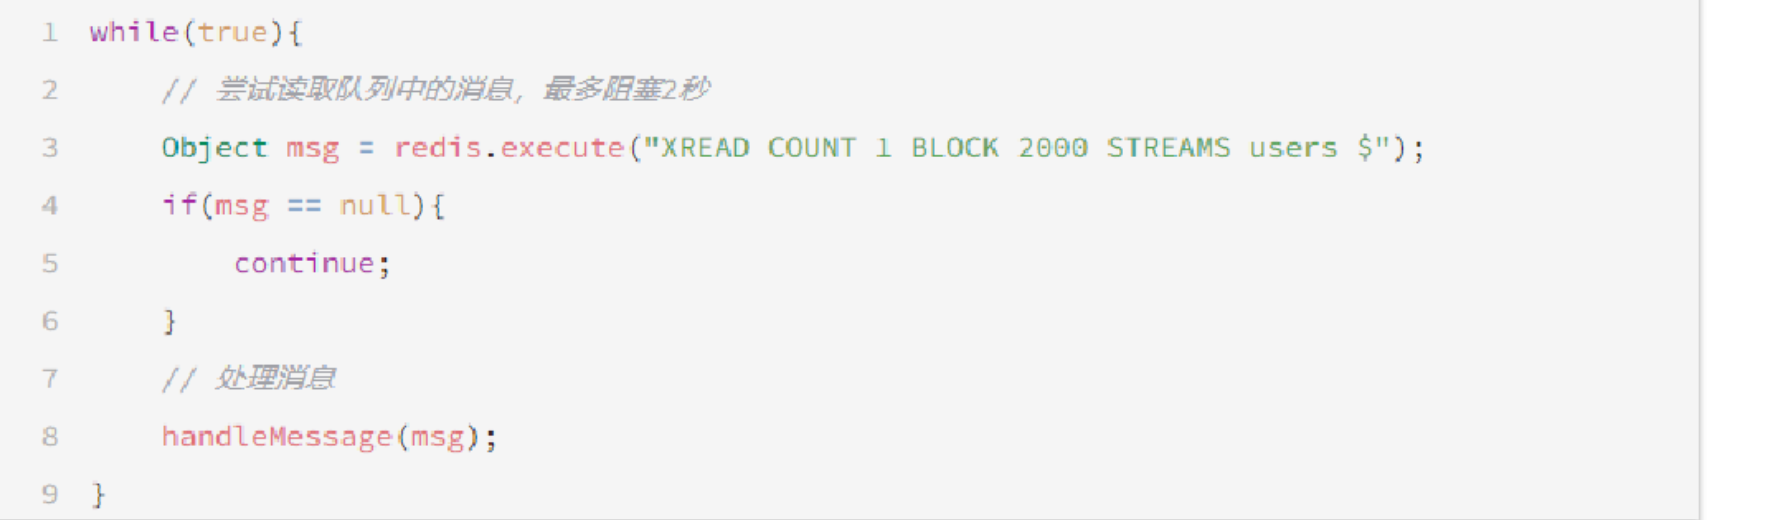 1 while(true){
2 // 尝试读取队列中的消息，最多阻塞2秒
3 Object msg = redis.execute("XREAD COUNT 1 BLOCK 2000 STREAMS users $");
4 if(msg == null){
5 continue;
6 }
7 // 处理消息
8 handleMessage(msg);
9 }